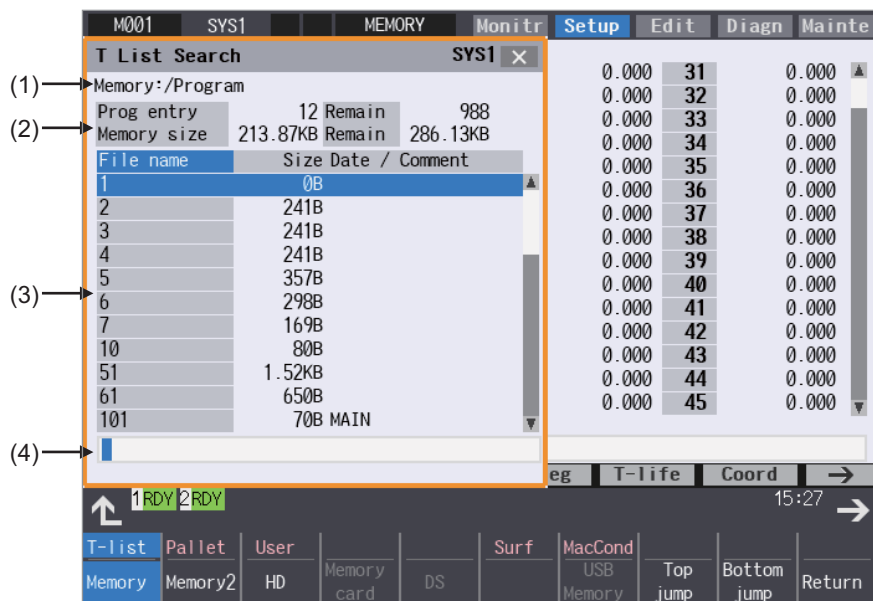 M001 SYS1 MEMORY Monitr Setup Edit Diagn Mainte
T List Search SYS1 ×
(1) Memory:/Program
(2) Prog entry 12 Remain 988
Memory size 213.87KB Remain 286.13KB
File name Size Date / Comment
1 0B
2 241B
3 241B
4 241B
(3) 5 357B
6 298B
7 169B
10 80B
51 1.52KB
61 650B
101 70B MAIN
(4)
0.000 31 0.000
0.000 32 0.000
0.000 33 0.000
0.000 34 0.000
0.000 35 0.000
0.000 36 0.000
0.000 37 0.000
0.000 38 0.000
0.000 39 0.000
0.000 40 0.000
0.000 41 0.000
0.000 42 0.000
0.000 43 0.000
0.000 44 0.000
0.000 45 0.000
eg T-life Coord →
1 RDY 2 RDY 15:27 →
T-list Pallet User Surf MacCond
Memory Memory2 HD Memory card DS USB Memory Top jump Bottom jump Return